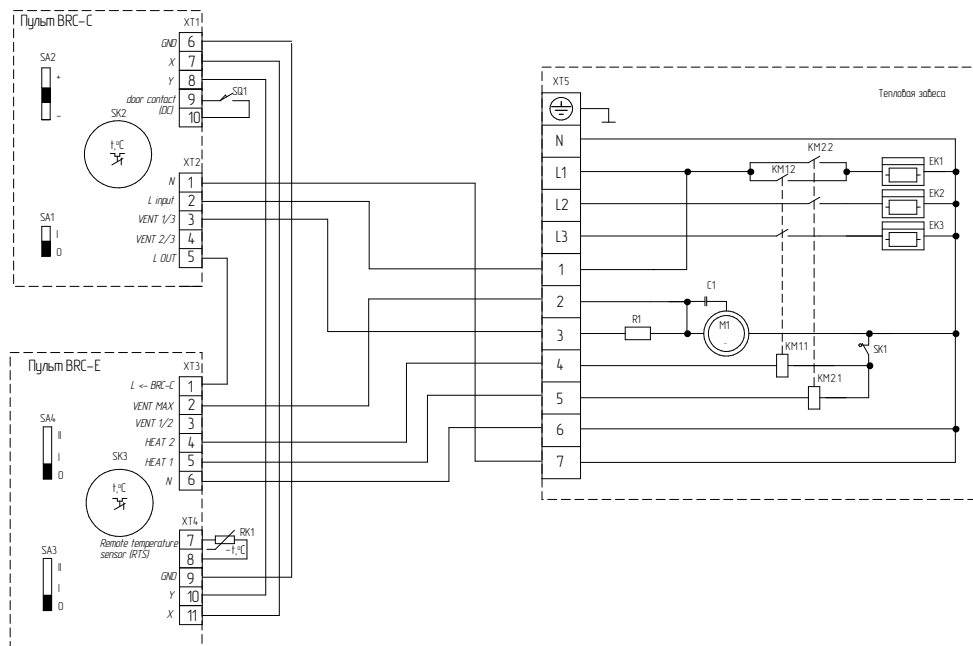 Пульт BRC-C
XT1
SA2
+
-
GND 6
X 7
Y 8
door contact (DC) 9
10
SQ1
SK2
t,°C
XT2
N 1
L input 2
VENT 1/3 3
VENT 2/3 4
L OUT 5
SA1
I
0
Пульт BRC-E
XT3
L <- BRC-C 1
VENT MAX 2
VENT 1/2 3
HEAT 2 4
HEAT 1 5
N 6
SA4
II
I
0
SK3
t,°C
XT4
Remote temperature sensor (RTS)
7
8
RK1
-t,°C
GND 9
Y 10
X 11
SA3
II
I
0
XT5
Тепловая завеса
N
L1
L2
L3
1
2
3
4
5
6
7
KM2.2
KM1.2
EK1
EK2
EK3
C1
R1
M1
SK1
KM1.1
KM2.1